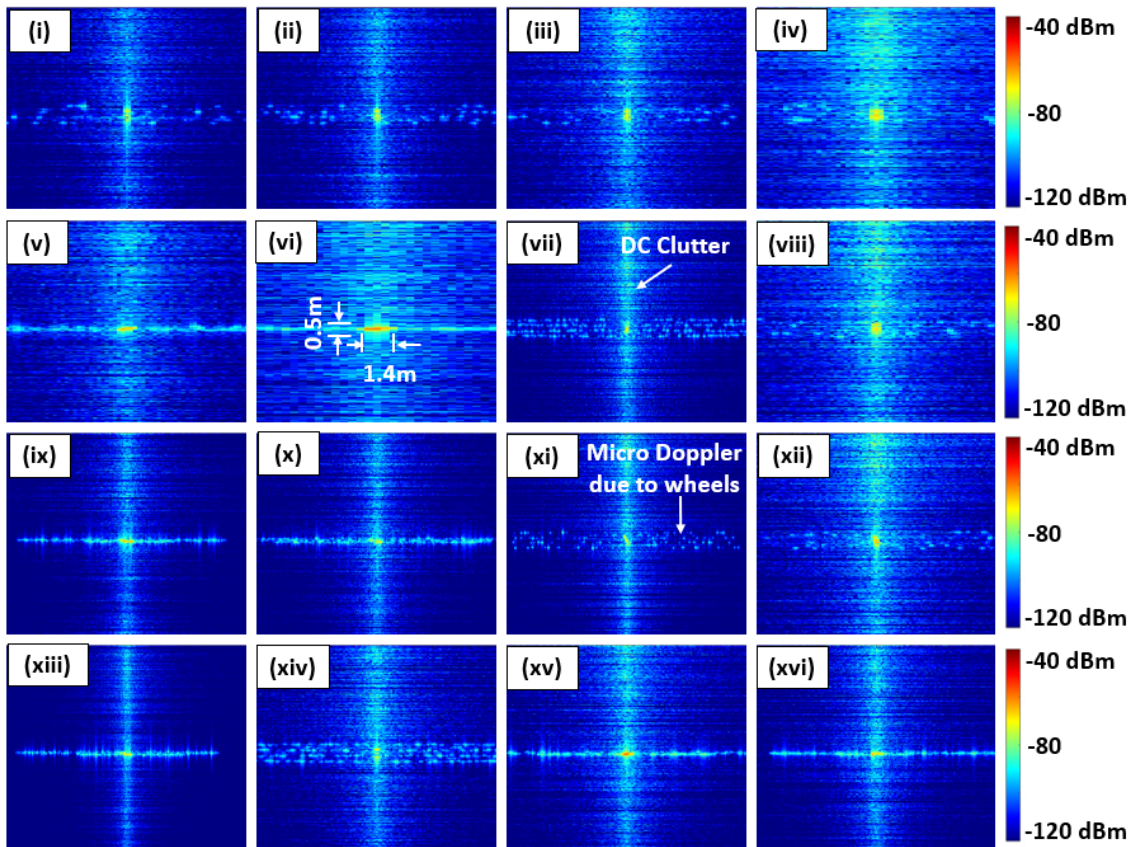 (i)
(ii)
(iii)
(iv)
-40 dBm
-80
-120 dBm
(v)
(vi)
0.5m
1.4m
(vii)
DC Clutter
(viii)
-40 dBm
-80
-120 dBm
(ix)
(x)
(xi)
Micro Doppler
due to wheels
(xii)
-40 dBm
-80
-120 dBm
(xiii)
(xiv)
(xv)
(xvi)
-40 dBm
-80
-120 dBm